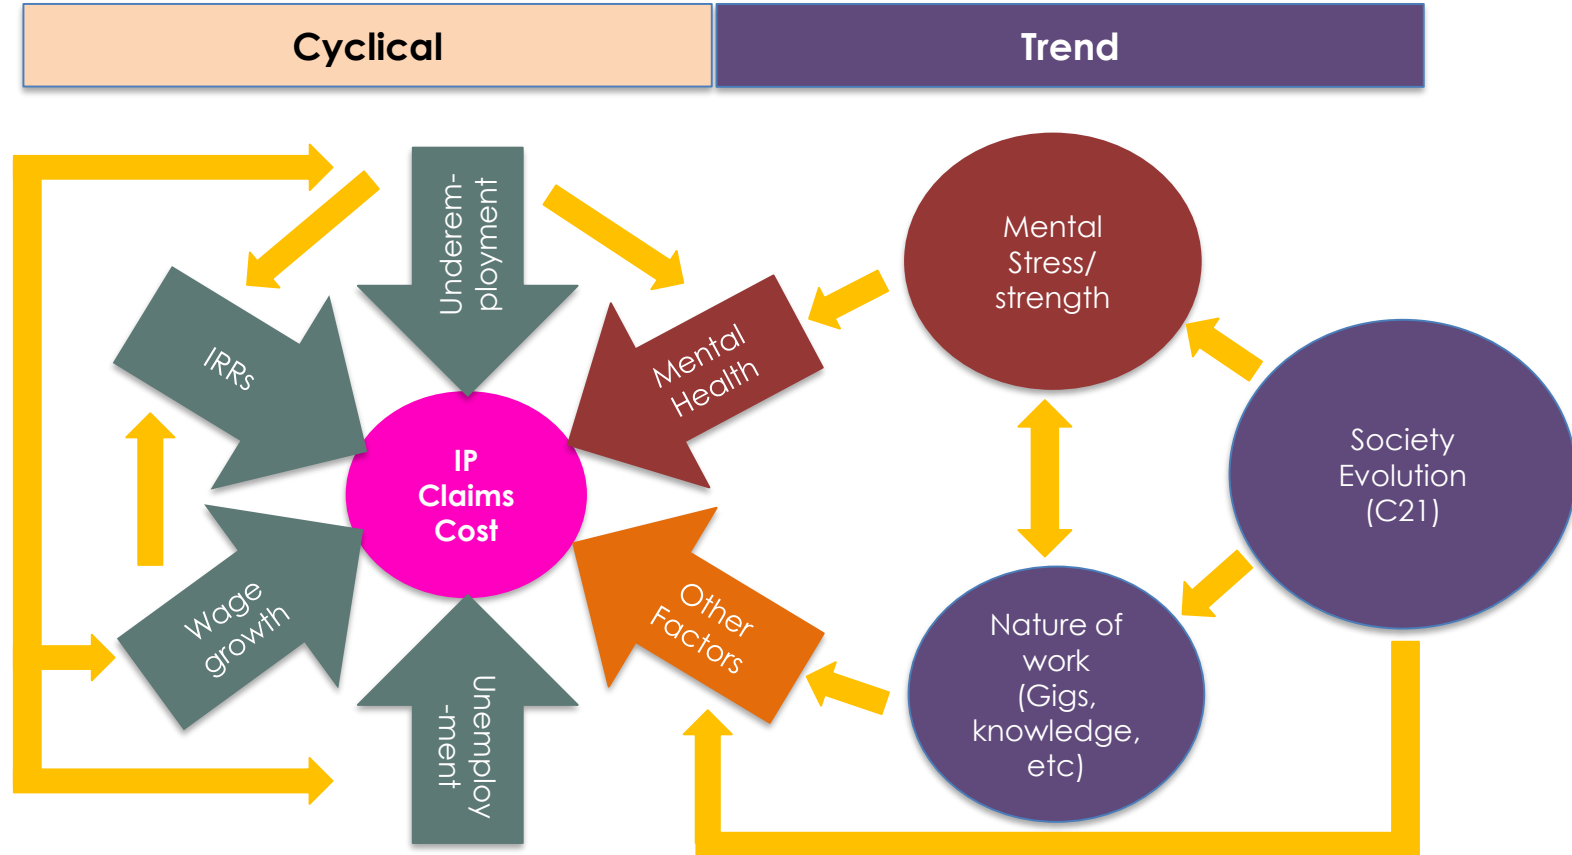 Cyclical
Trend
Underem-
ployment
IRRs
Mental
Health
IP
Claims
Cost
Wage
growth
Unemploy
-ment
Other
Factors
Mental
Stress/
strength
Society
Evolution
(C21)
Nature of
work
(Gigs,
knowledge,
etc)